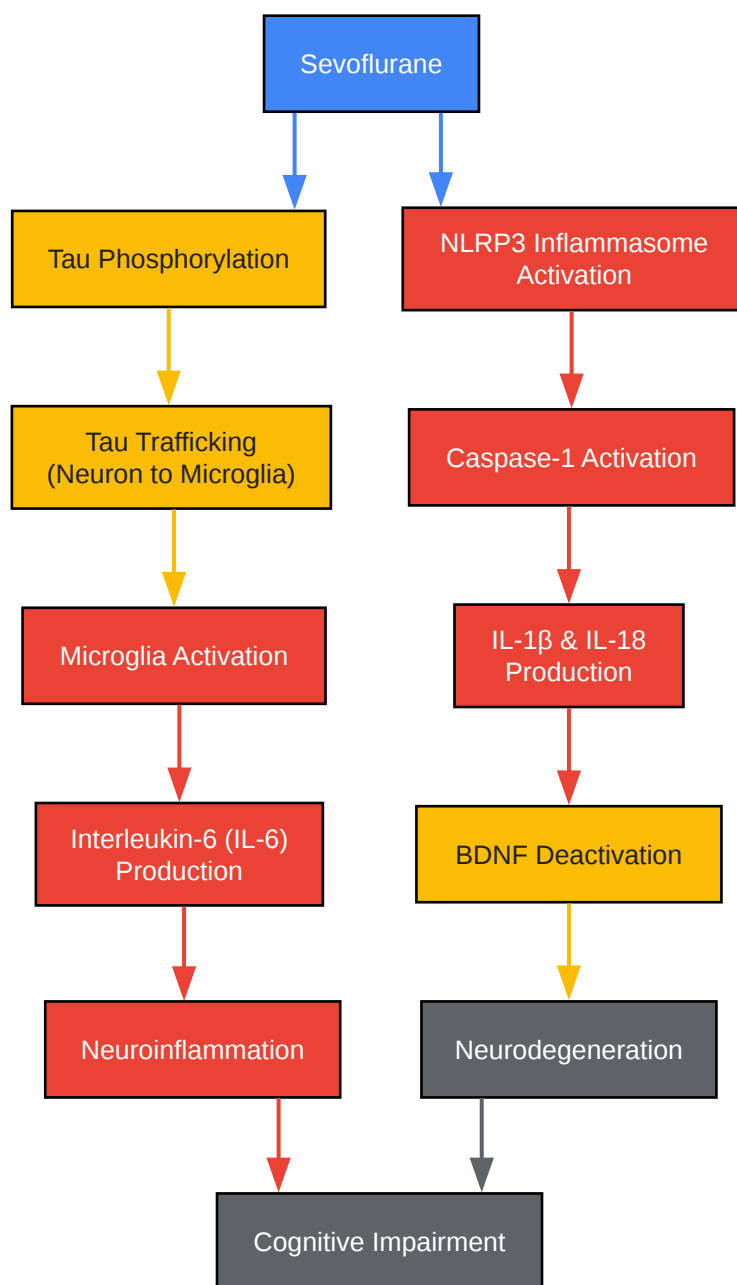 Sevoflurane
Tau Phosphorylation
NLRP3 Inflammasome
Activation
Tau Trafficking
(Neuron to Microglia)
Caspase-1 Activation
Microglia Activation
IL-1β & IL-18
Production
Interleukin-6 (IL-6)
Production
BDNF Deactivation
Neuroinflammation
Neurodegeneration
Cognitive Impairment